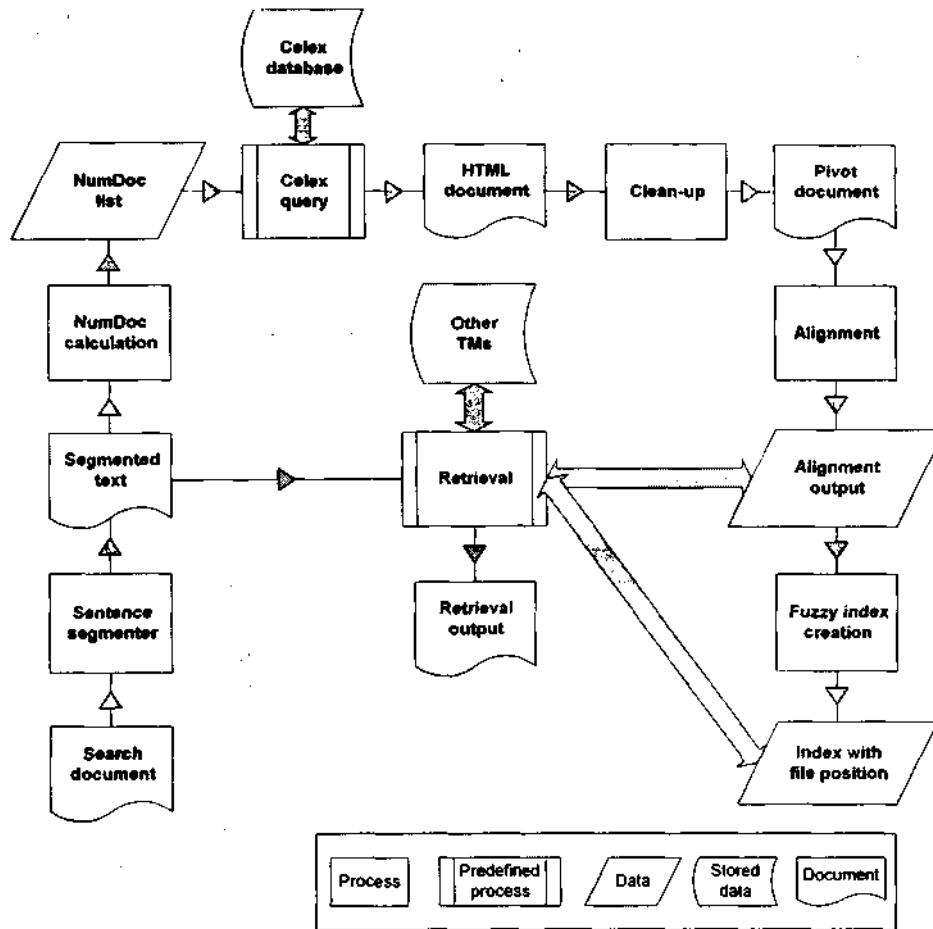 Celex
database
NumDoc
list
Celex
query
HTML
document
Clean-up
Pivot
document
NumDoc
calculation
Other
TMs
Alignment
Segmented
text
Retrieval
Alignment
output
Sentence
segmenter
Retrieval
output
Fuzzy index
creation
Search
document
Index with
file position
Process
Predefined
process
Data
Stored
data
Document